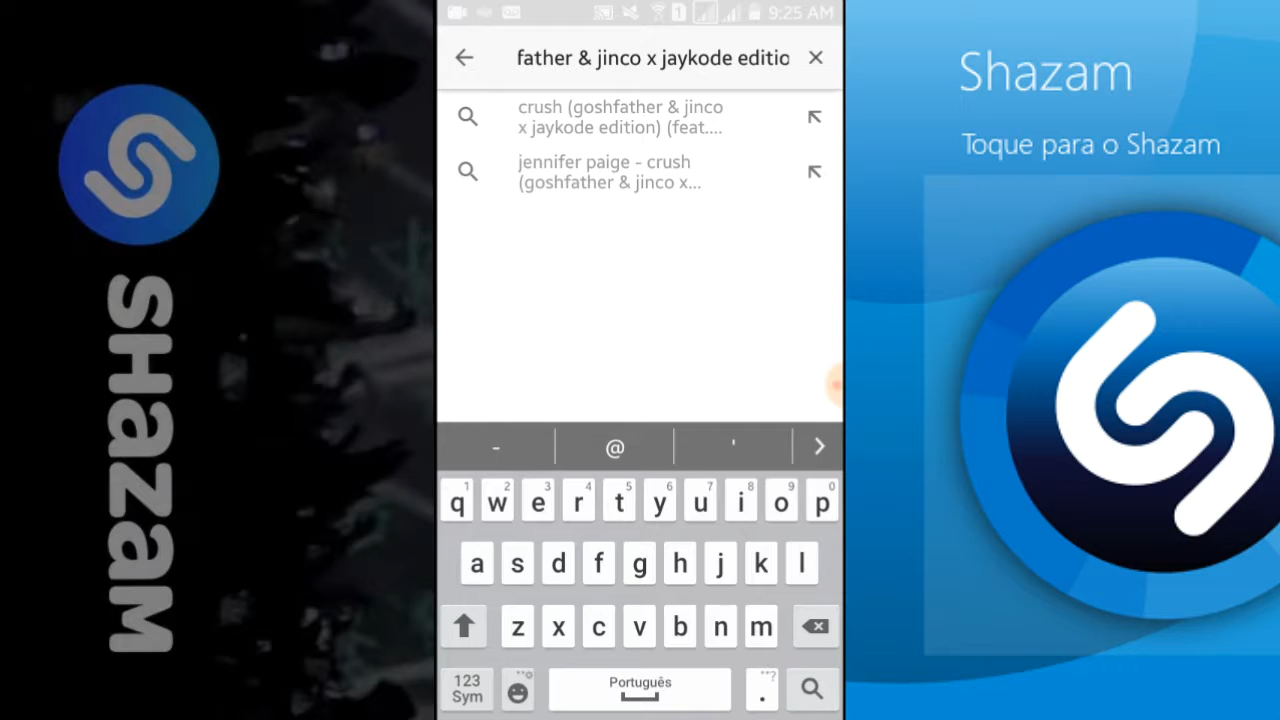 SHAZAM
1 9:25 AM
father & jinco x jaykode editio
crush (goshfather & jinco
x jaykode edition) (feat....
jennifer paige - crush
(goshfather & jinco x...
- @ '
1 2 3 4 5 6 7 8 9 0
q w e r t y u i o p
a s d f g h j k l
z x c v b n m
123
Sym
Português
.
Shazam
Toque para o Shazam